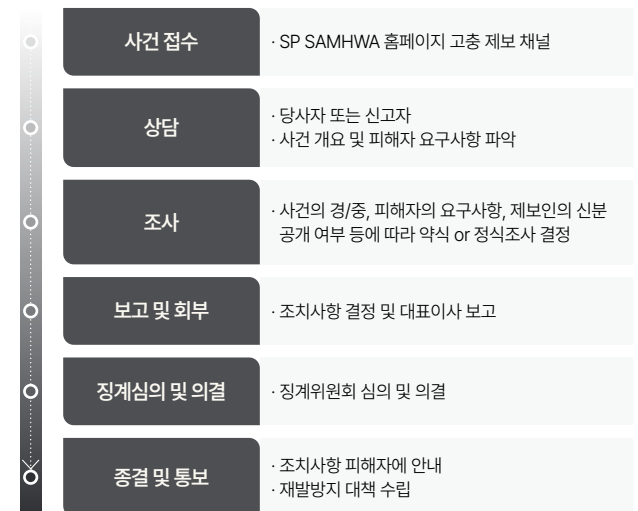 사건 접수
· SP SAMHWA 홈페이지 고충 제보 채널
상담
· 당사자 또는 신고자
· 사건 개요 및 피해자 요구사항 파악
조사
· 사건의 경/중, 피해자의 요구사항, 제보인의 신분
공개 여부 등에 따라 약식 or 정식조사 결정
보고 및 회부
· 조치사항 결정 및 대표이사 보고
징계심의 및 의결
· 징계위원회 심의 및 의결
종결 및 통보
· 조치사항 피해자에 안내
· 재발방지 대책 수립